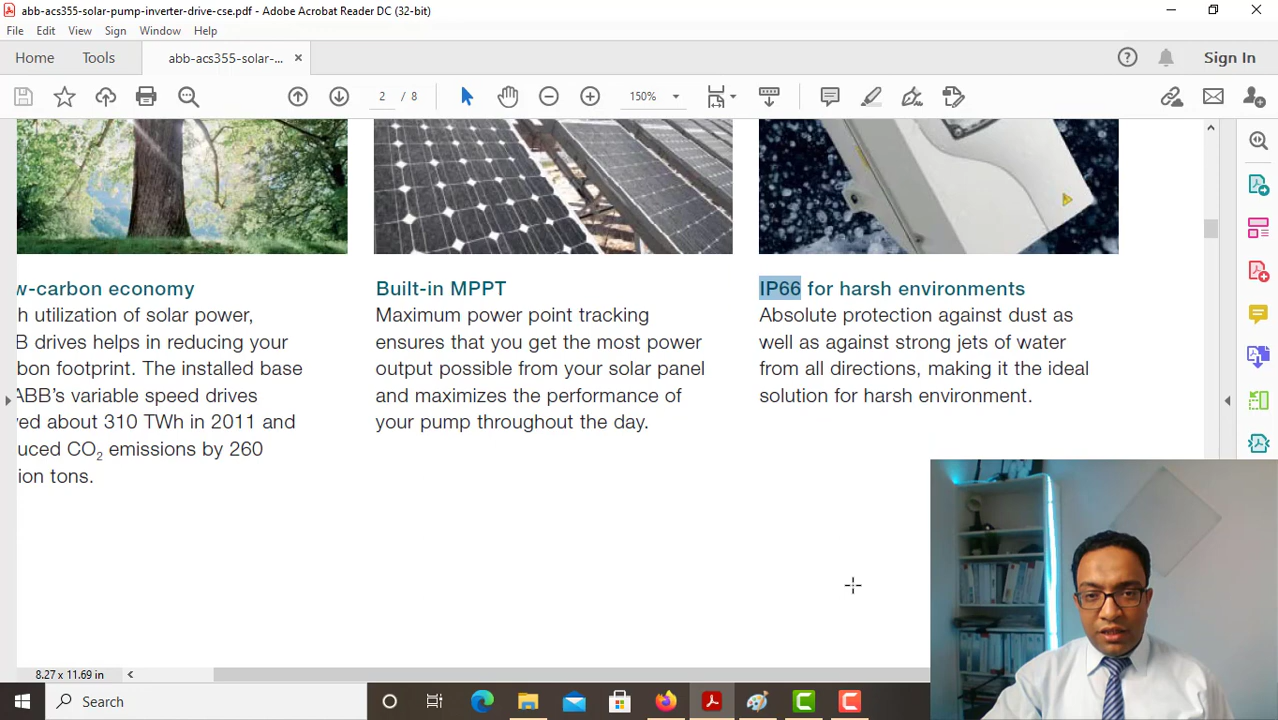 abb-acs355-solar-pump-inverter-drive-cse.pdf - Adobe Acrobat Reader DC (32-bit)
File Edit View Sign Window Help
Home Tools abb-acs355-solar-... Sign In
2 / 8 150%
w-carbon economy
h utilization of solar power,
B drives helps in reducing your
bon footprint. The installed base
ABB's variable speed drives
ed about 310 TWh in 2011 and
uced CO2 emissions by 260
ion tons.
Built-in MPPT
Maximum power point tracking
ensures that you get the most power
output possible from your solar panel
and maximizes the performance of
your pump throughout the day.
IP66 for harsh environments
Absolute protection against dust as
well as against strong jets of water
from all directions, making it the ideal
solution for harsh environment.
8.27 x 11.69 in
Search